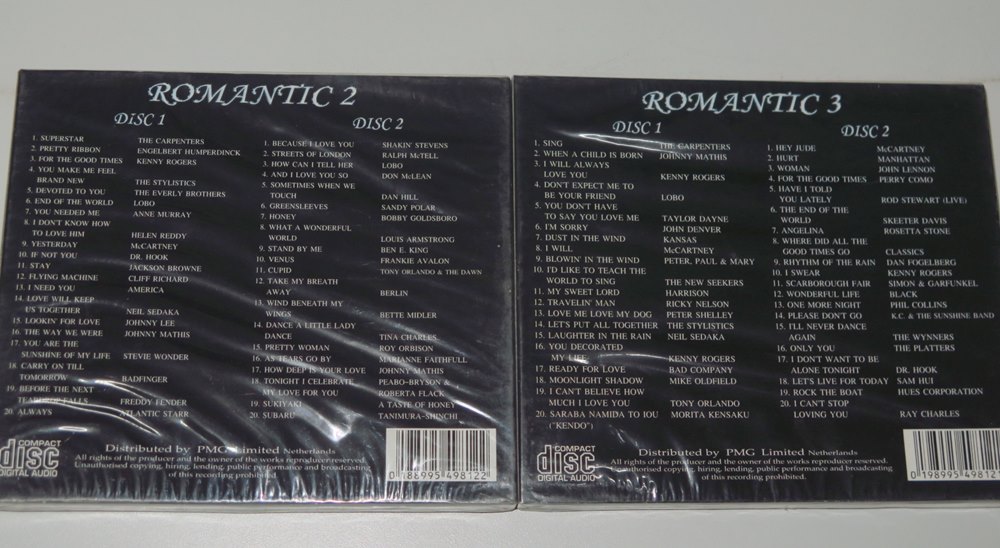 ROMANTIC 2
DiSC 1
1. SUPERSTAR THE CARPENTERS
2. PRETTY RIBBON ENGELBERT HUMPERDINCK
3. FOR THE GOOD TIMES KENNY ROGERS
4. YOU MAKE ME FEEL
BRAND NEW THE STYLISTICS
5. DEVOTED TO YOU THE EVERLY BROTHERS
6. END OF THE WORLD LOBO
7. YOU NEEDED ME ANNE MURRAY
8. I DON'T KNOW HOW
TO LOVE HIM HELEN REDDY
9. YESTERDAY McCARTNEY
10. IF NOT YOU DR. HOOK
11. STAY JACKSON BROWNE
12. FLYING MACHINE CLIFF RICHARD
13. I NEED YOU AMERICA
14. LOVE WILL KEEP
US TOGETHER NEIL SEDAKA
15. LOOKIN' FOR LOVE JOHNNY LEE
16. THE WAY WE WERE JOHNNY MATHIS
17. YOU ARE THE
SUNSHINE OF MY LIFE STEVIE WONDER
18. CARRY ON TILL
TOMORROW BADFINGER
19. BEFORE THE NEXT
TEARDROP FALLS FREDDY FENDER
20. ALWAYS ATLANTIC STARR
DISC 2
1. BECAUSE I LOVE YOU SHAKIN STEVENS
2. STREETS OF LONDON RALPH McTELL
3. HOW CAN I TELL HER LOBO
4. AND I LOVE YOU SO DON McLEAN
5. SOMETIMES WHEN WE
TOUCH DAN HILL
6. GREENSLEEVES SANDY POLAR
7. HONEY BOBBY GOLDSBORO
8. WHAT A WONDERFUL
WORLD LOUIS ARMSTRONG
9. STAND BY ME BEN E. KING
10. VENUS FRANKIE AVALON
11. CUPID TONY ORLANDO & THE DAWN
12. TAKE MY BREATH
AWAY BERLIN
13. WIND BENEATH MY
WINGS BETTE MIDLER
14. DANCE A LITTLE LADY
DANCE TINA CHARLES
15. PRETTY WOMAN ROY ORBISON
16. AS TEARS GO BY MARIANNE FAITHFULL
17. HOW DEEP IS YOUR LOVE JOHNNY MATHIS
18. TONIGHT I CELEBRATE PEABO-BRYSON &
MY LOVE FOR YOU ROBERTA FLACK
19. SUKIYAKI A TASTE OF HONEY
20. SUBARU TANIMURA-SHINCHI
COMPACT
disc
DIGITAL AUDIO
Distributed by PMG Limited Netherlands
All rights of the producer and the owner of the works reproducer reserved.
Unauthorised copying, hiring, lending, public performance and broadcasting
of this recording prohibited.
ROMANTIC 3
DISC 1
1. SING THE CARPENTERS
2. WHEN A CHILD IS BORN JOHNNY MATHIS
3. I WILL ALWAYS
LOVE YOU KENNY ROGERS
4. DON'T EXPECT ME TO
BE YOUR FRIEND LOBO
5. YOU DON'T HAVE
TO SAY YOU LOVE ME TAYLOR DAYNE
6. I'M SORRY JOHN DENVER
7. DUST IN THE WIND KANSAS
8. I WILL McCARTNEY
9. BLOWIN' IN THE WIND PETER, PAUL & MARY
10. I'D LIKE TO TEACH THE
WORLD TO SING THE NEW SEEKERS
11. MY SWEET LORD HARRISON
12. TRAVELIN' MAN RICKY NELSON
13. LOVE ME LOVE MY DOG PETER SHELLEY
14. LET'S PUT ALL TOGETHER THE STYLISTICS
15. LAUGHTER IN THE RAIN NEIL SEDAKA
16. YOU DECORATED
MY LIFE KENNY ROGERS
17. READY FOR LOVE BAD COMPANY
18. MOONLIGHT SHADOW MIKE OLDFIELD
19. I CAN'T BELIEVE HOW
MUCH I LOVE YOU TONY ORLANDO
20. SARABA NAMIDA TO IOU MORITA KENSAKU
("KENDO")
DISC 2
1. HEY JUDE McCARTNEY
2. HURT MANHATTAN
3. WOMAN JOHN LENNON
4. FOR THE GOOD TIMES PERRY COMO
5. HAVE I TOLD
YOU LATELY ROD STEWART (LIVE)
6. THE END OF THE
WORLD SKEETER DAVIS
7. ANGELINA ROSETTA STONE
8. WHERE DID ALL THE
GOOD TIMES GO CLASSICS
9. RHYTHM OF THE RAIN DAN FOGELBERG
10. I SWEAR KENNY ROGERS
11. SCARBOROUGH FAIR SIMON & GARFUNKEL
12. WONDERFUL LIFE BLACK
13. ONE MORE NIGHT PHIL COLLINS
14. PLEASE DON'T GO K.C. & THE SUNSHINE BAND
15. I'LL NEVER DANCE
AGAIN THE WYNNERS
16. ONLY YOU THE PLATTERS
17. I DON'T WANT TO BE
ALONE TONIGHT DR. HOOK
18. LET'S LIVE FOR TODAY SAM HUI
19. ROCK THE BOAT HUES CORPORATION
20. I CAN'T STOP
LOVING YOU RAY CHARLES
COMPACT
disc
DIGITAL AUDIO
Distributed by PMG Limited Netherlands
All rights of the producer and the owner of the works reproducer reserved.
Unauthorised copying, hiring, lending, public performance and broadcasting
of this recording prohibited.
0 198995 49812